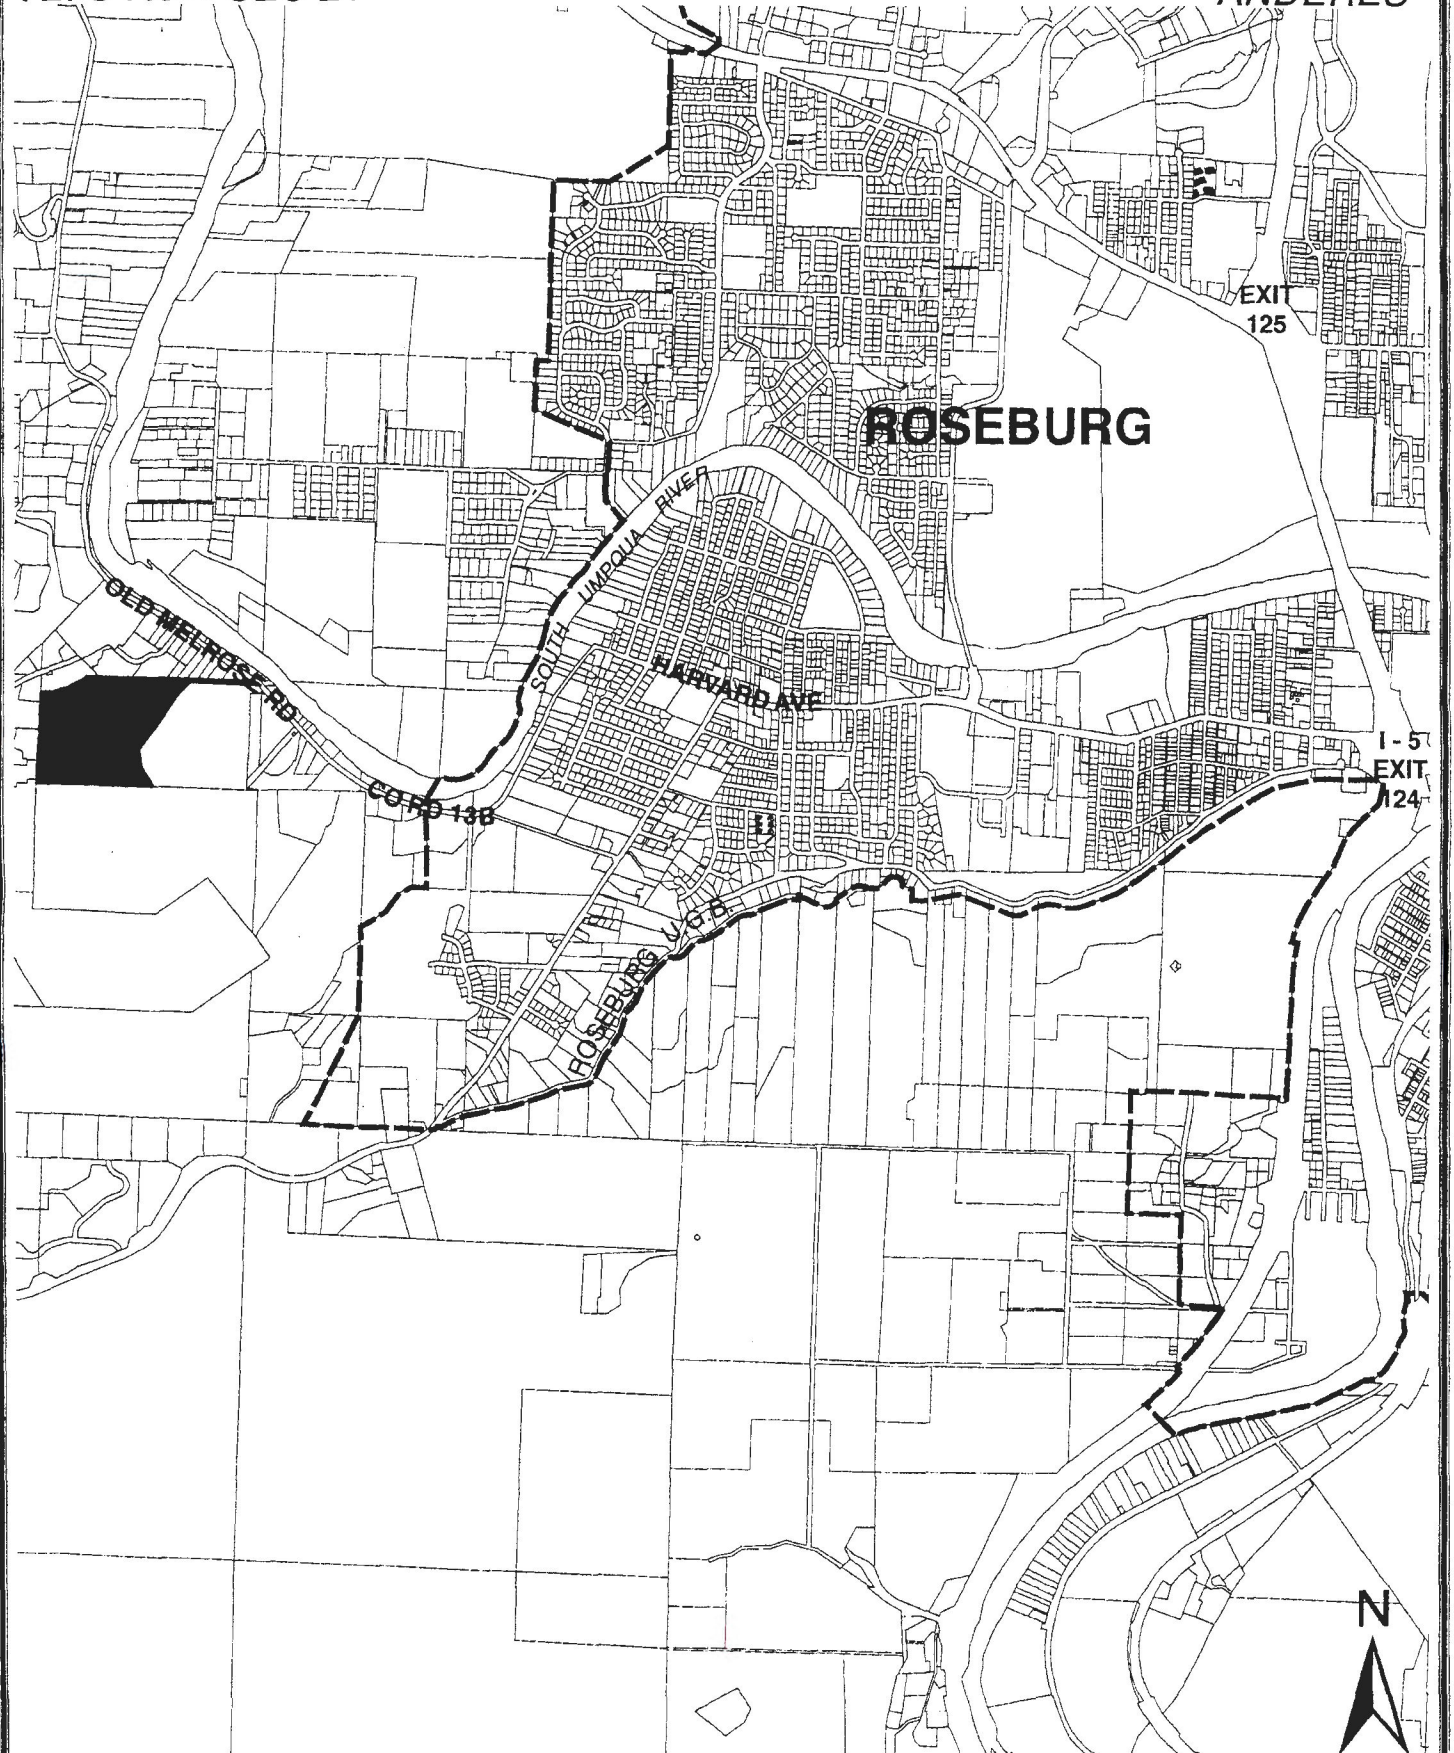 EXIT
125
ROSEBURG
SOUTH UMPQUA RIVER
OLD MELROSE RD
HARVARD AVE
I - 5
EXIT
124
CO RD 13B
ROSEBURG U.G.B.
N